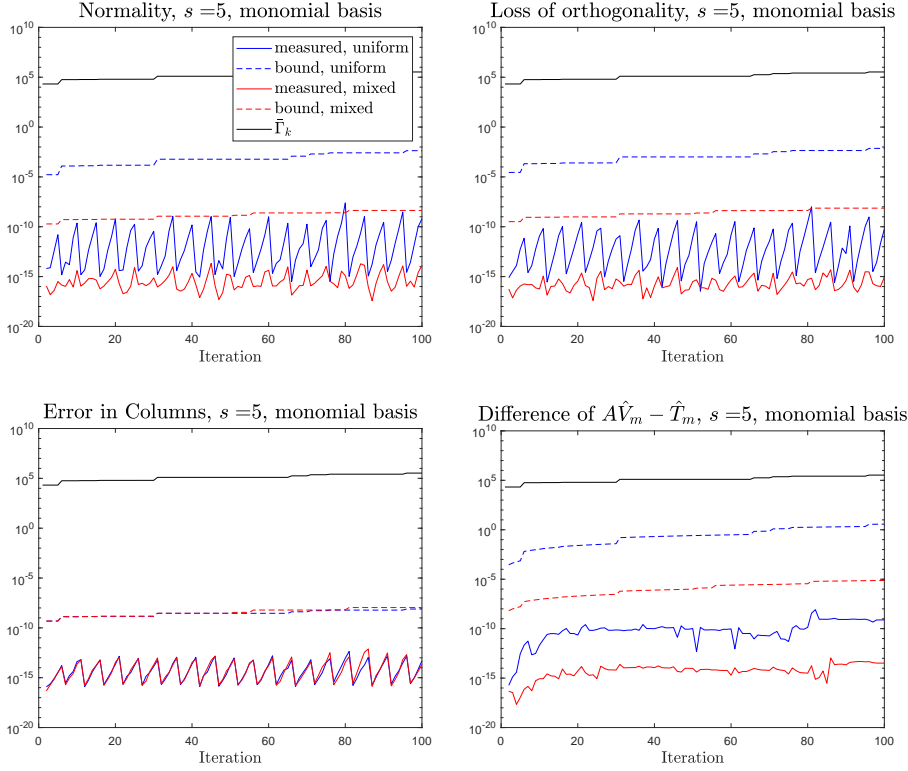 Normality, s =5, monomial basis
10^10
10^5
10^0
10^-5
10^-10
10^-15
10^-20
measured, uniform
bound, uniform
measured, mixed
bound, mixed
Γ̄_k
0 20 40 60 80 100
Iteration
Loss of orthogonality, s =5, monomial basis
10^10
10^5
10^0
10^-5
10^-10
10^-15
10^-20
0 20 40 60 80 100
Iteration
Error in Columns, s =5, monomial basis
10^10
10^5
10^0
10^-5
10^-10
10^-15
10^-20
0 20 40 60 80 100
Iteration
Difference of AV̂_m − T̂_m, s =5, monomial basis
10^10
10^5
10^0
10^-5
10^-10
10^-15
10^-20
0 20 40 60 80 100
Iteration